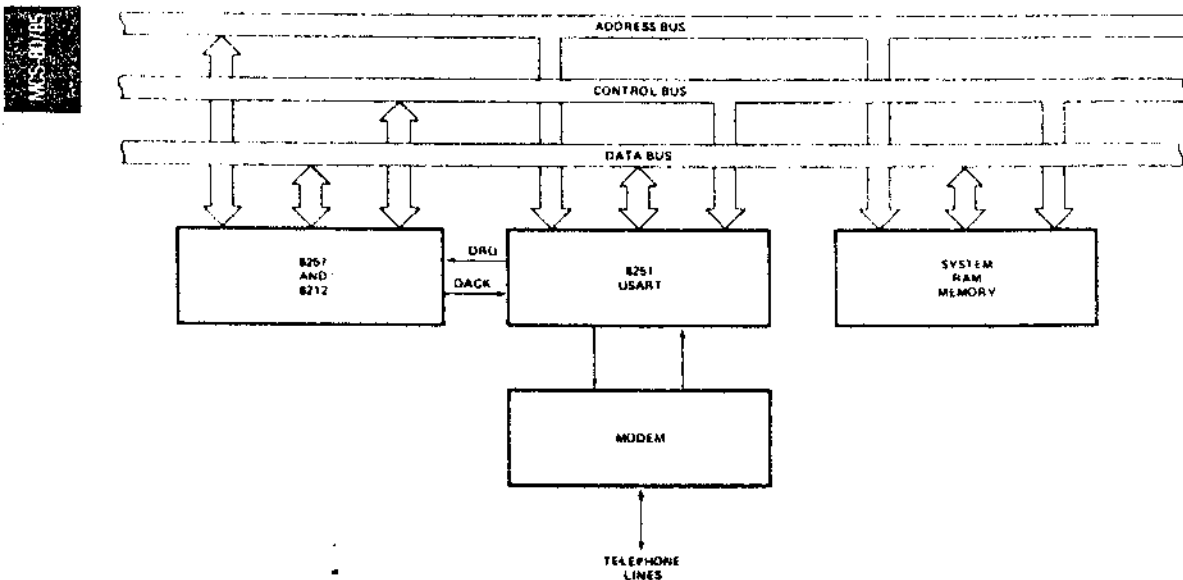 MCS-80/85
ADDRESS BUS
CONTROL BUS
DATA BUS
8257
AND
8212
DRQ
DACK
8251
USART
SYSTEM
RAM
MEMORY
MODEM
TELEPHONE
LINES